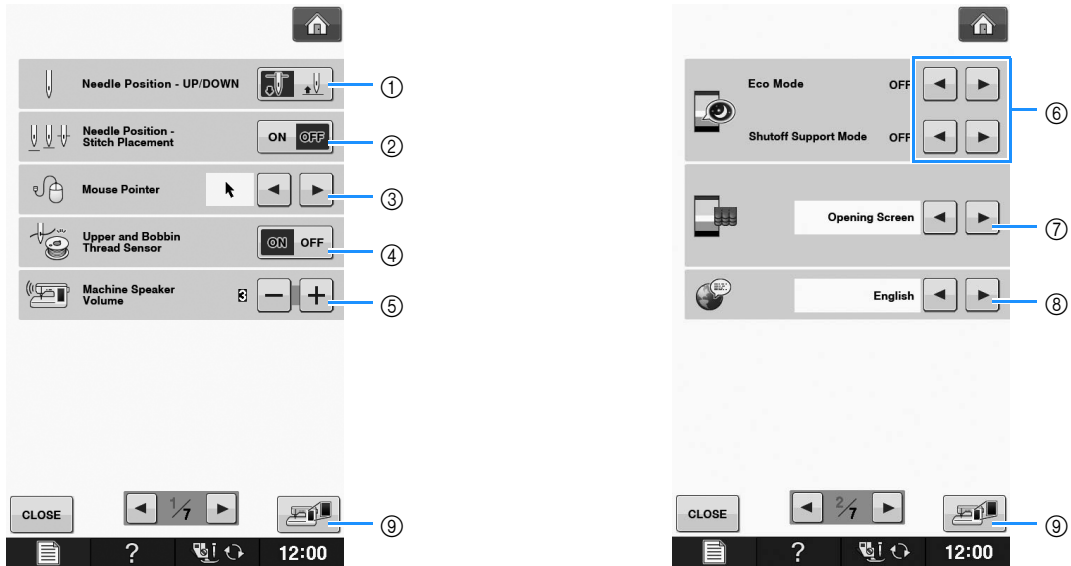 Needle Position - UP/DOWN
①
Needle Position -
Stitch Placement
ON OFF
②
Mouse Pointer
③
Upper and Bobbin
Thread Sensor
ON OFF
④
Machine Speaker
Volume
3
⑤
CLOSE
1/7
⑨
?
12:00
Eco Mode
OFF
⑥
Shutoff Support Mode
OFF
Opening Screen
⑦
English
⑧
CLOSE
2/7
⑨
?
12:00